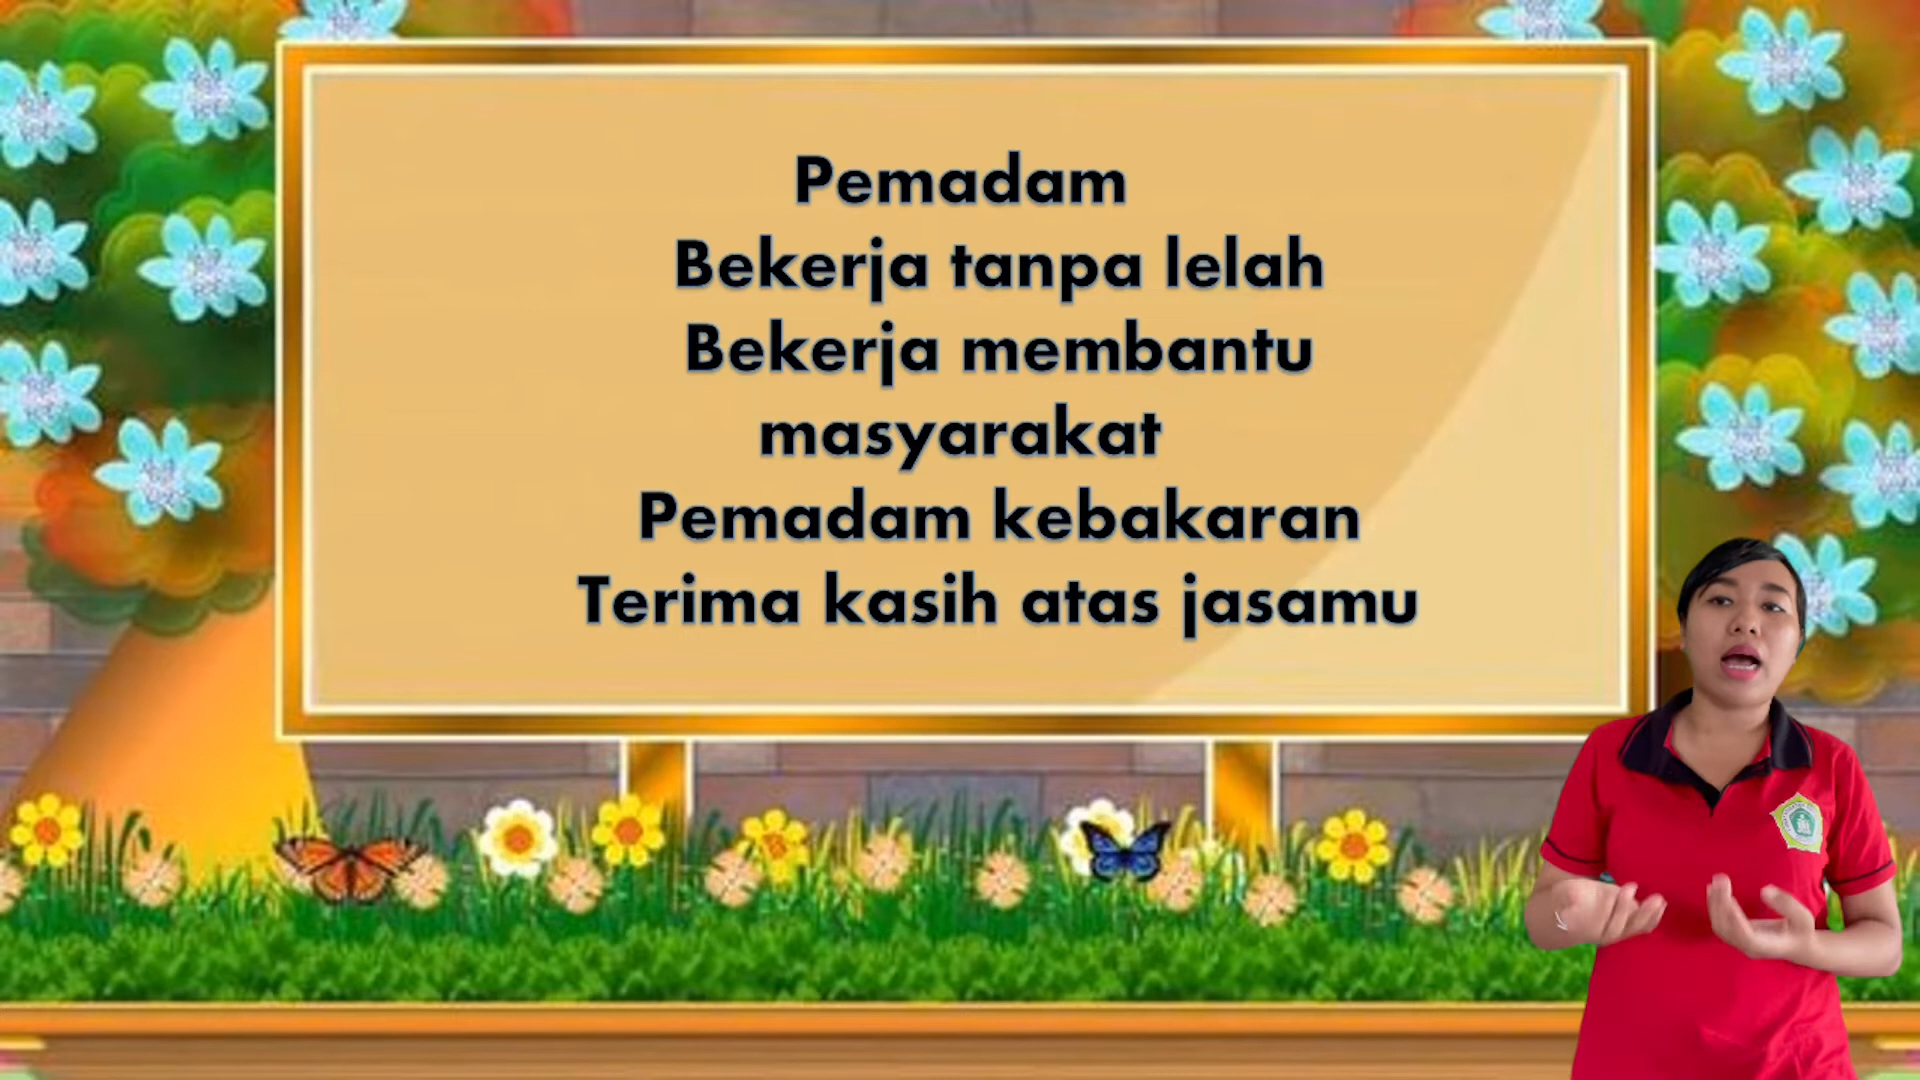 Pemadam
Bekerja tanpa lelah
Bekerja membantu
masyarakat
Pemadam kebakaran
Terima kasih atas jasamu